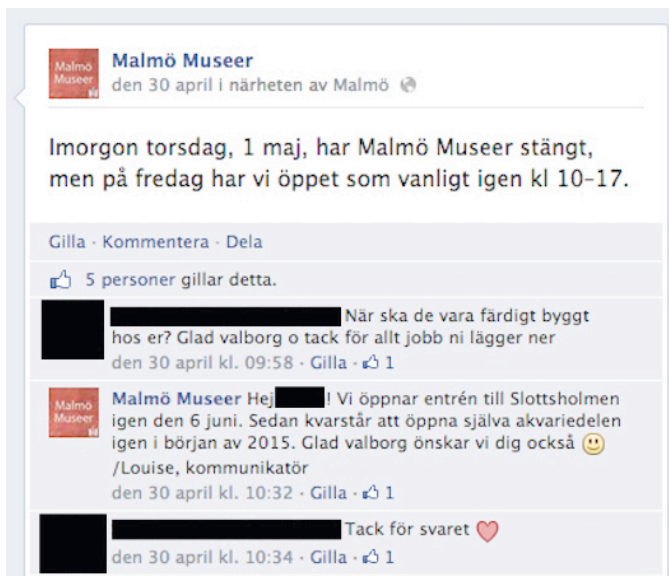 Malmö Museer
Malmö Museer
den 30 april i närheten av Malmö
Imorgon torsdag, 1 maj, har Malmö Museer stängt,
men på fredag har vi öppet som vanligt igen kl 10-17.
Gilla · Kommentera · Dela
5 personer gillar detta.
När ska de vara färdigt byggt
hos er? Glad valborg o tack för allt jobb ni lägger ner
den 30 april kl. 09:58 · Gilla · 1
Malmö Museer
Malmö Museer Hej ! Vi öppnar entrén till Slottsholmen
igen den 6 juni. Sedan kvarstår att öppna själva akvariedelen
igen i början av 2015. Glad valborg önskar vi dig också
/Louise, kommunikatör
den 30 april kl. 10:32 · Gilla · 1
Tack för svaret
den 30 april kl. 10:34 · Gilla · 1